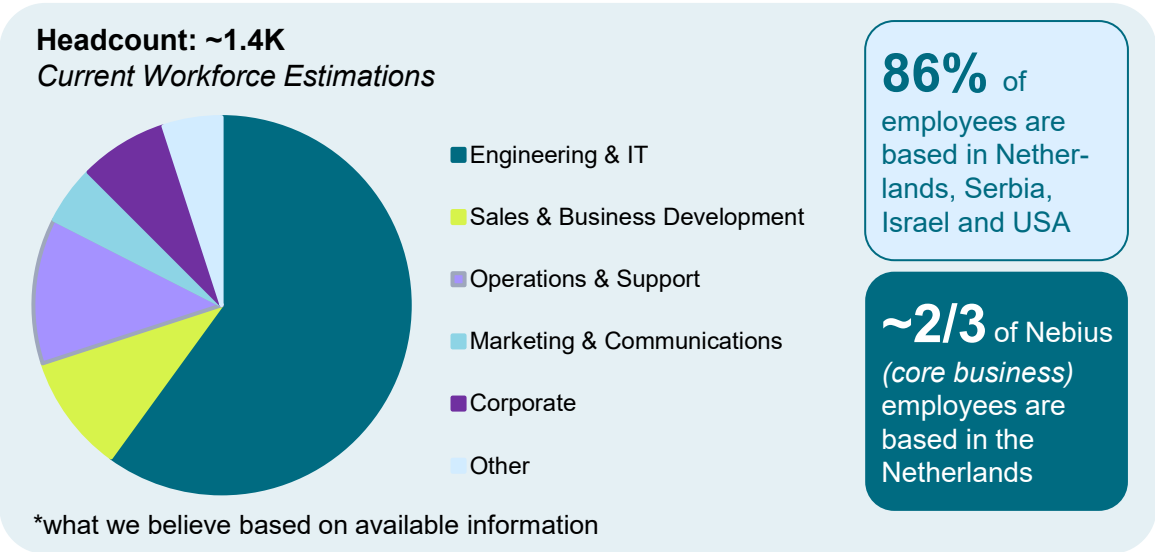 Headcount: ~1.4K
Current Workforce Estimations
Engineering & IT
Sales & Business Development
Operations & Support
Marketing & Communications
Corporate
Other
*what we believe based on available information
86% of
employees are
based in Nether-
lands, Serbia,
Israel and USA
~2/3 of Nebius
(core business)
employees are
based in the
Netherlands